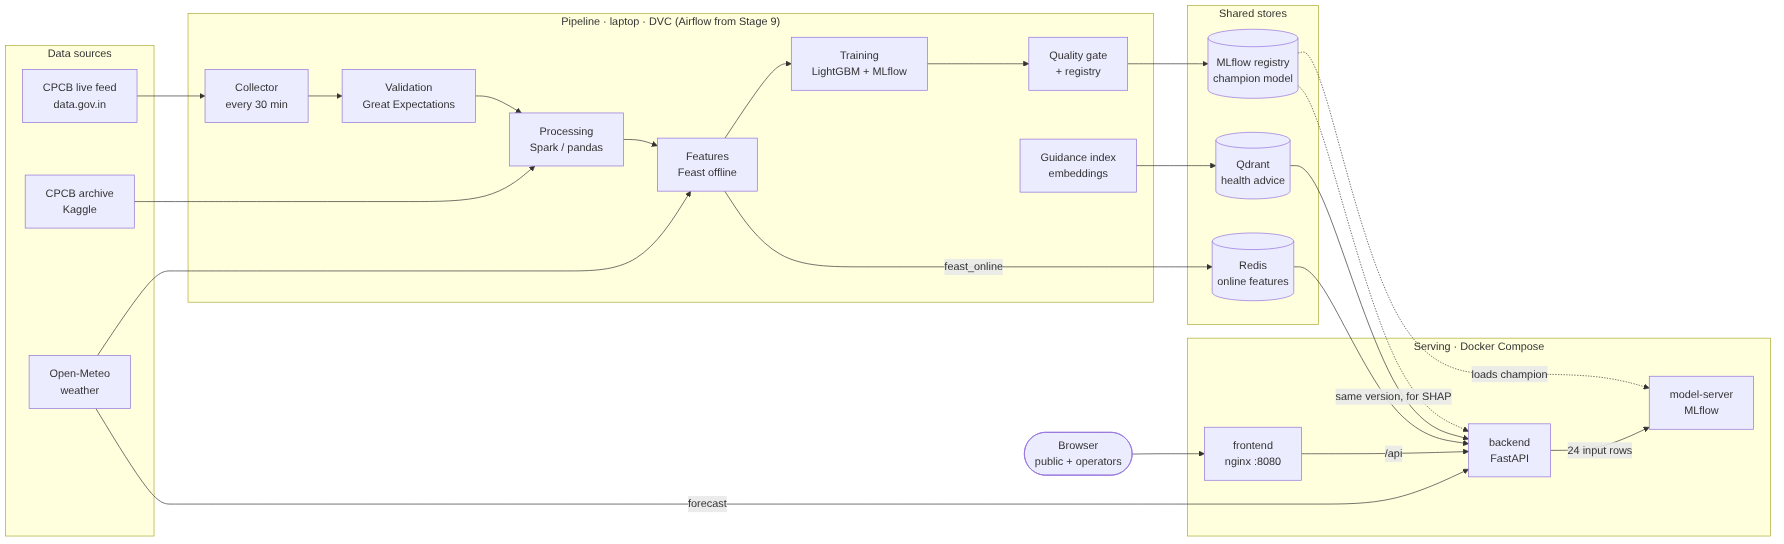 Data sources
CPCB live feed
data.gov.in
CPCB archive
Kaggle
Open-Meteo
weather
Pipeline · laptop · DVC (Airflow from Stage 9)
Collector
every 30 min
Validation
Great Expectations
Processing
Spark / pandas
Features
Feast offline
Training
LightGBM + MLflow
Quality gate
+ registry
Guidance index
embeddings
feast_online
Shared stores
MLflow registry
champion model
Qdrant
health advice
Redis
online features
Serving · Docker Compose
loads champion
same version, for SHAP
model-server
MLflow
Browser
public + operators
frontend
nginx :8080
/api
backend
FastAPI
24 input rows
forecast